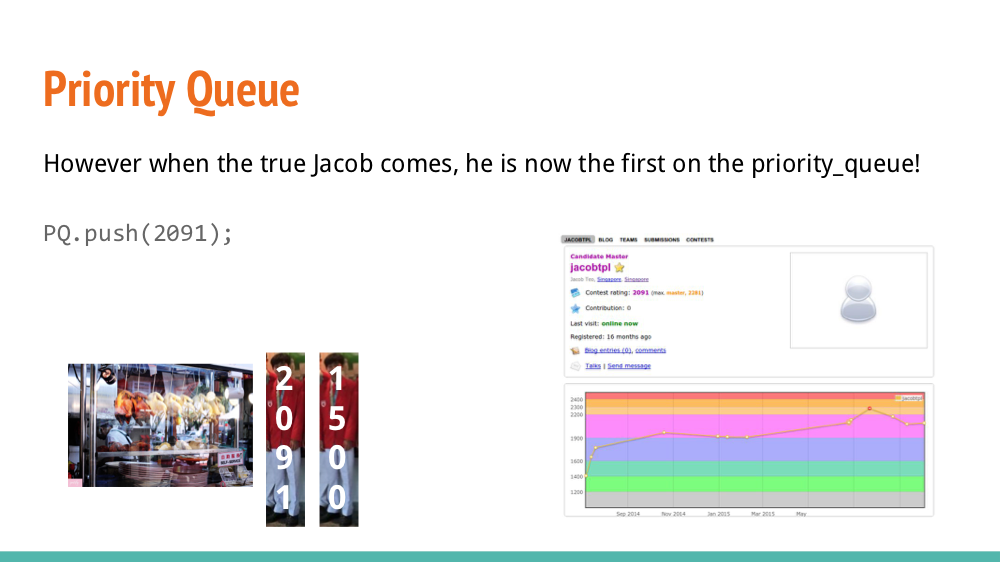 Priority Queue
However when the true Jacob comes, he is now the first on the priority_queue!
PQ.push(2091);
JACOBTPL BLOG TEAMS SUBMISSIONS CONTESTS
Candidate Master
jacobtpl
Singapore, Singapore
Contest rating: 2091 (max. master, 2281)
Contribution: 0
Last visit: online now
Registered: 16 months ago
Blog entries (0), comments
Talks | Send message
2
0
9
1
1
5
0
0
SELF-SERVICE
jacobtpl
2400
2300
2200
1900
1600
1400
1200
Sep 2014 Nov 2014 Jan 2015 Mar 2015 May